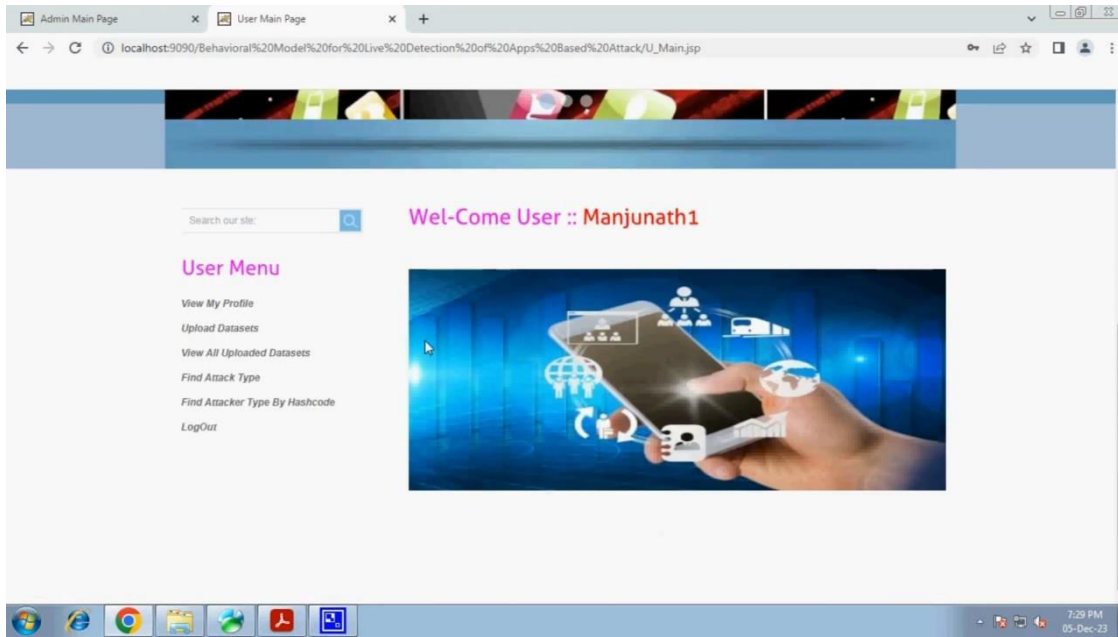 Admin Main Page
User Main Page
localhost:9090/Behavioral%20Model%20for%20Live%20Detection%20of%20Apps%20Based%20Attack/U_Main.jsp
Search our site:
Wel-Come User :: Manjunath1
User Menu
View My Profile
Upload Datasets
View All Uploaded Datasets
Find Attack Type
Find Attacker Type By Hashcode
LogOut
7:29 PM
05-Dec-23